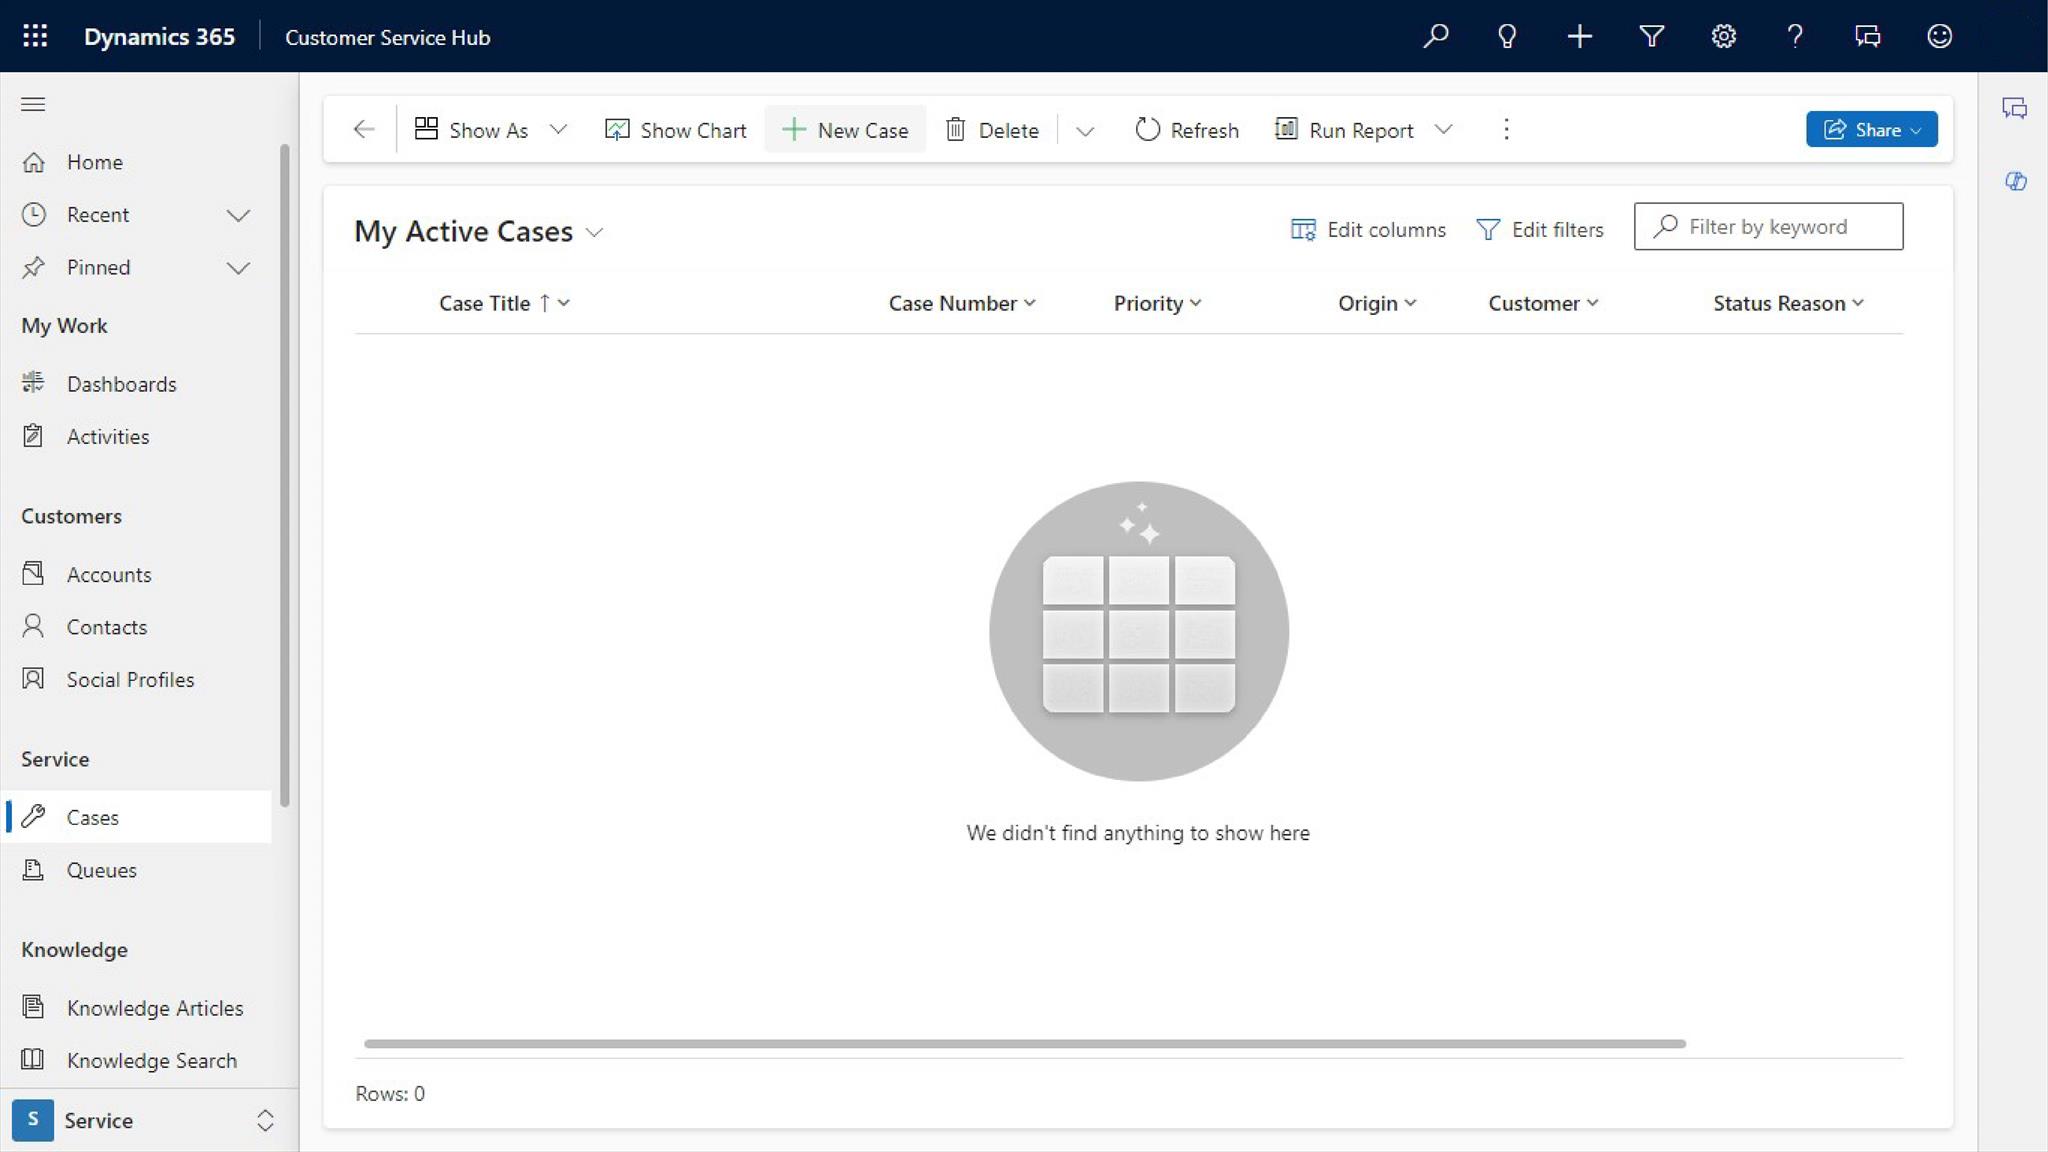 Dynamics 365
Customer Service Hub
Home
Recent
Pinned
My Work
Dashboards
Activities
Customers
Accounts
Contacts
Social Profiles
Service
Cases
Queues
Knowledge
Knowledge Articles
Knowledge Search
S Service
Show As
Show Chart
New Case
Delete
Refresh
Run Report
Share
My Active Cases
Edit columns
Edit filters
Filter by keyword
Case Title ↑ Case Number Priority Origin Customer Status Reason
We didn't find anything to show here
Rows: 0